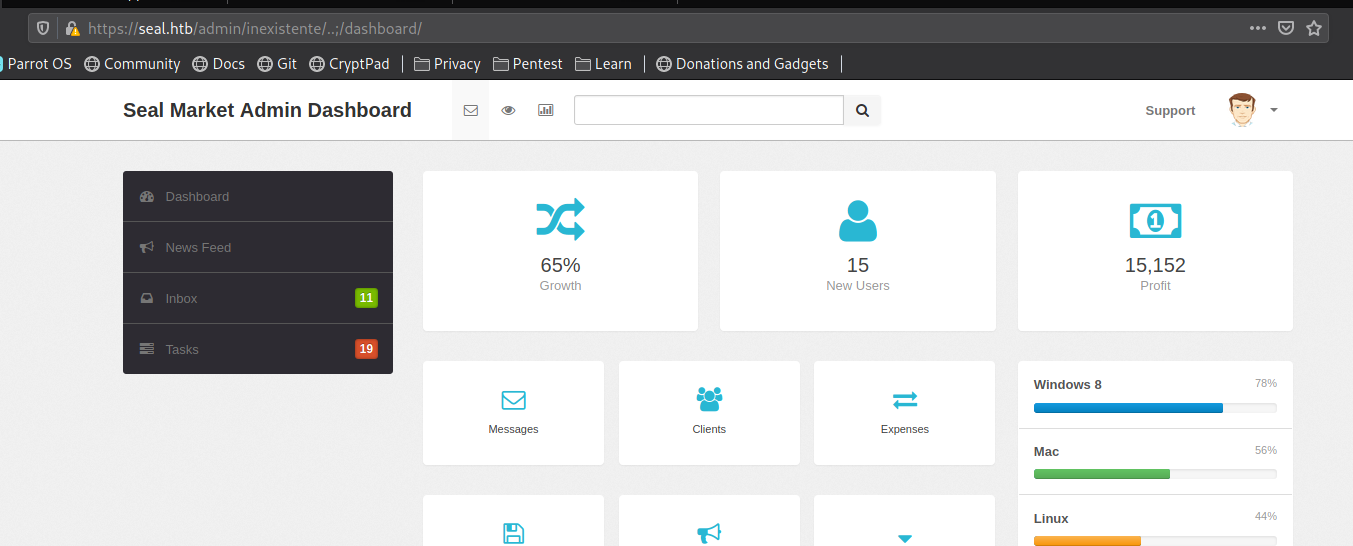 https://seal.htb/admin/inexistente/..;/dashboard/
Parrot OS Community Docs Git CryptPad Privacy Pentest Learn Donations and Gadgets
Seal Market Admin Dashboard Support
Dashboard
News Feed
Inbox 11
Tasks 19
65%
Growth
15
New Users
15,152
Profit
Messages
Clients
Expenses
Windows 8 78%
Mac 56%
Linux 44%